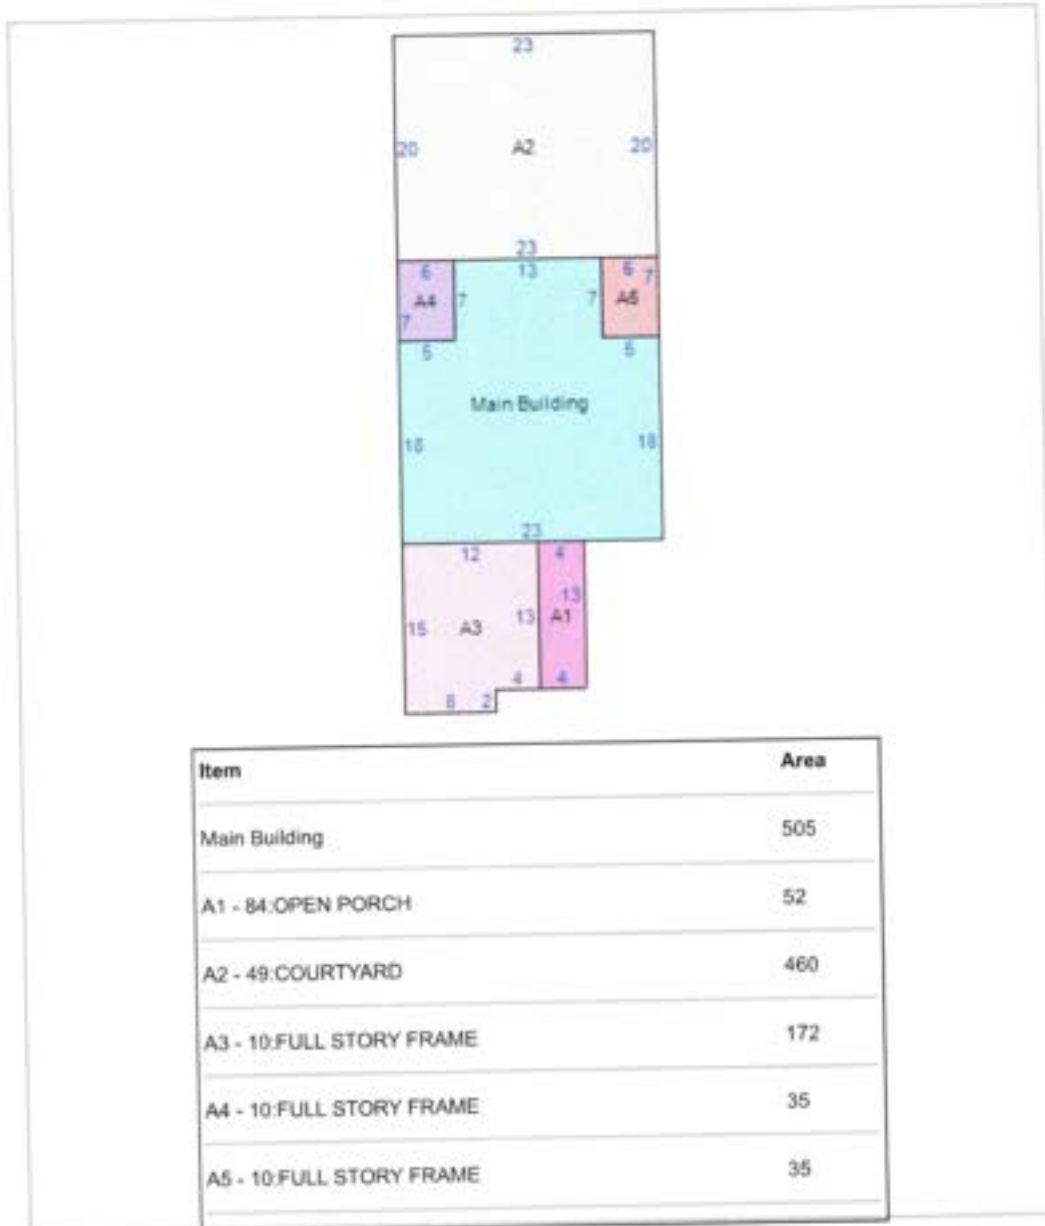 23
20 A2 20
23
6 13 6 7
A4 7 7 A5
7
5 5
Main Building
18 18
23
12 4
13
15 A3 13 A1
4 4
8 2
Item Area
Main Building 505
A1 - 84:OPEN PORCH 52
A2 - 49:COURTYARD 460
A3 - 10:FULL STORY FRAME 172
A4 - 10:FULL STORY FRAME 35
A5 - 10:FULL STORY FRAME 35